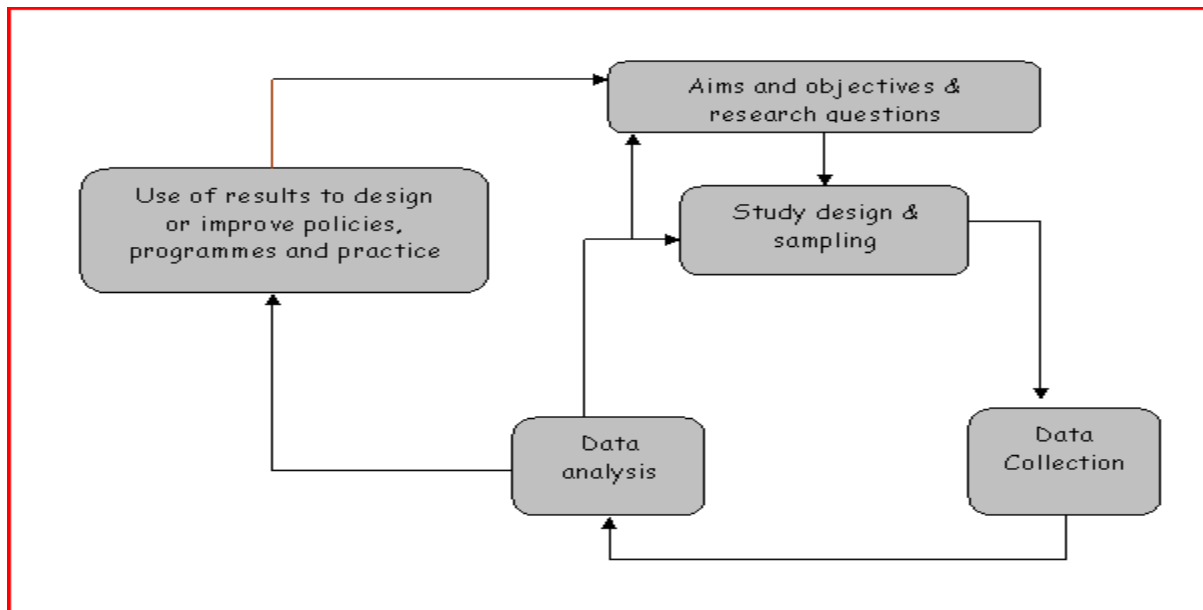 Aims and objectives &
research questions
Use of results to design
or improve policies,
programmes and practice
Study design &
sampling
Data
analysis
Data
Collection